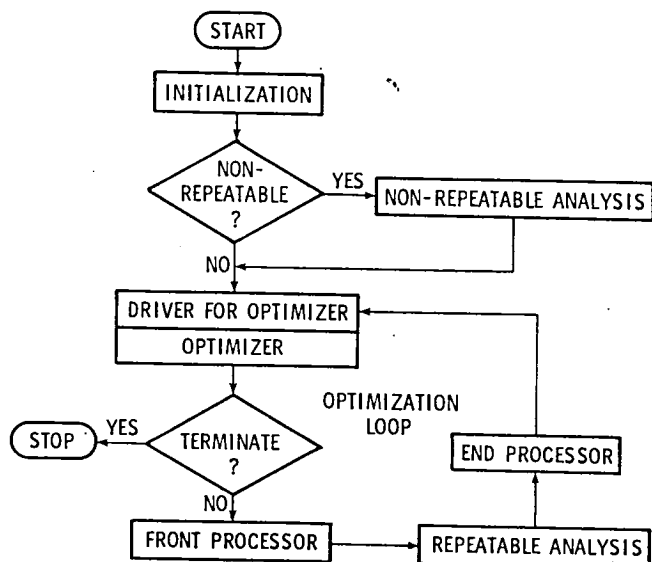 START
INITIALIZATION
NON-
REPEATABLE
?
YES
NON-REPEATABLE ANALYSIS
NO
DRIVER FOR OPTIMIZER
OPTIMIZER
OPTIMIZATION
LOOP
YES
STOP
TERMINATE
?
END PROCESSOR
NO
FRONT PROCESSOR
REPEATABLE ANALYSIS